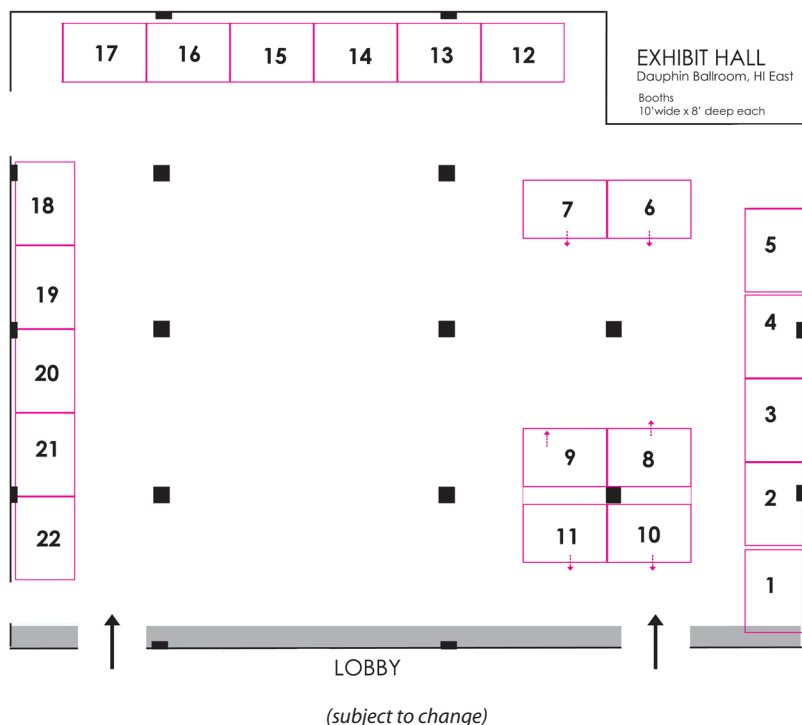 17 16 15 14 13 12
EXHIBIT HALL
Dauphin Ballroom, HI East
Booths
10'wide x 8' deep each
18
7 6
5
19
4
20
3
21
9 8
2
22
11 10
1
LOBBY
(subject to change)